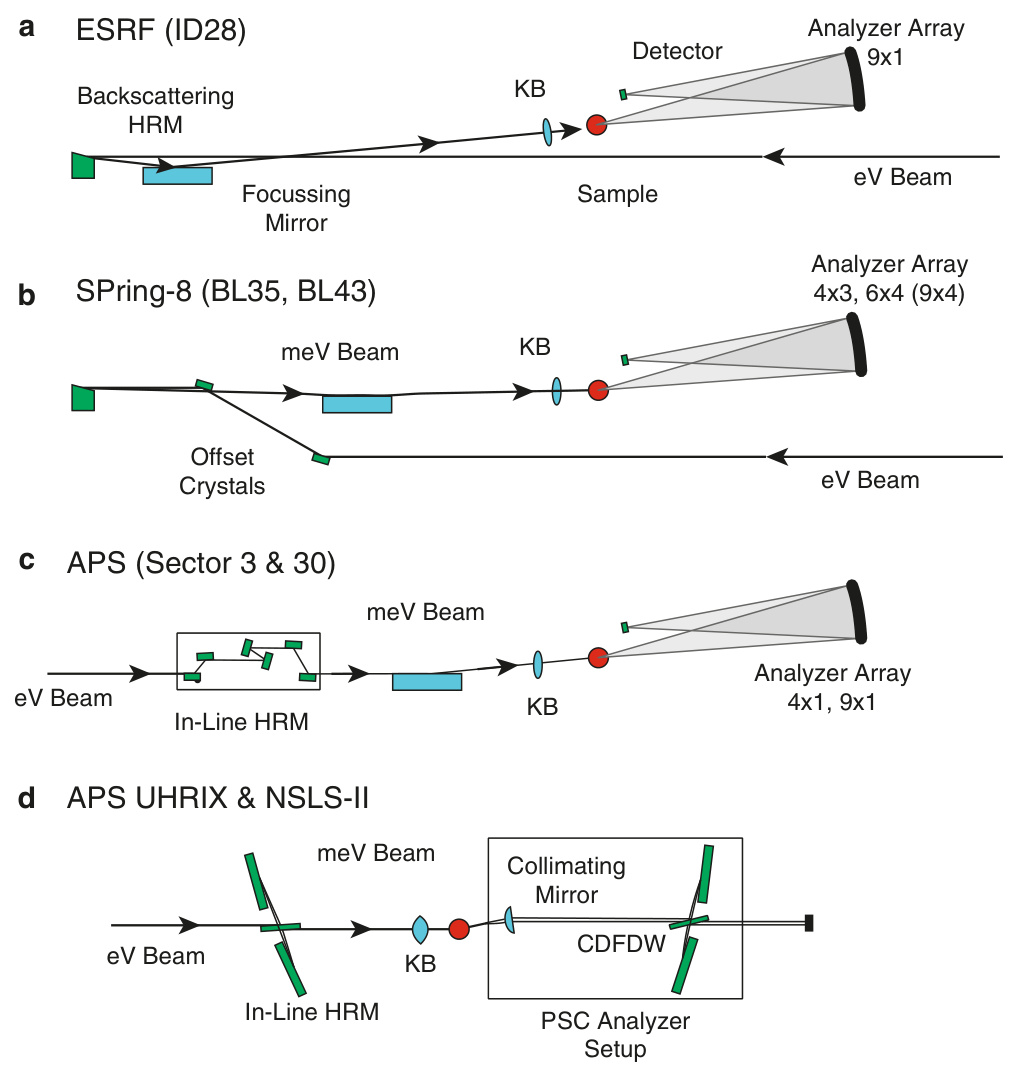 a ESRF (ID28)
Analyzer Array
9x1
Detector
KB
Backscattering
HRM
eV Beam
Focussing
Mirror
Sample
b SPring-8 (BL35, BL43)
Analyzer Array
4x3, 6x4 (9x4)
meV Beam
KB
Offset
Crystals
eV Beam
c APS (Sector 3 & 30)
meV Beam
Analyzer Array
4x1, 9x1
eV Beam
KB
In-Line HRM
d APS UHRIX & NSLS-II
meV Beam
Collimating
Mirror
CDFDW
eV Beam
KB
In-Line HRM
PSC Analyzer
Setup